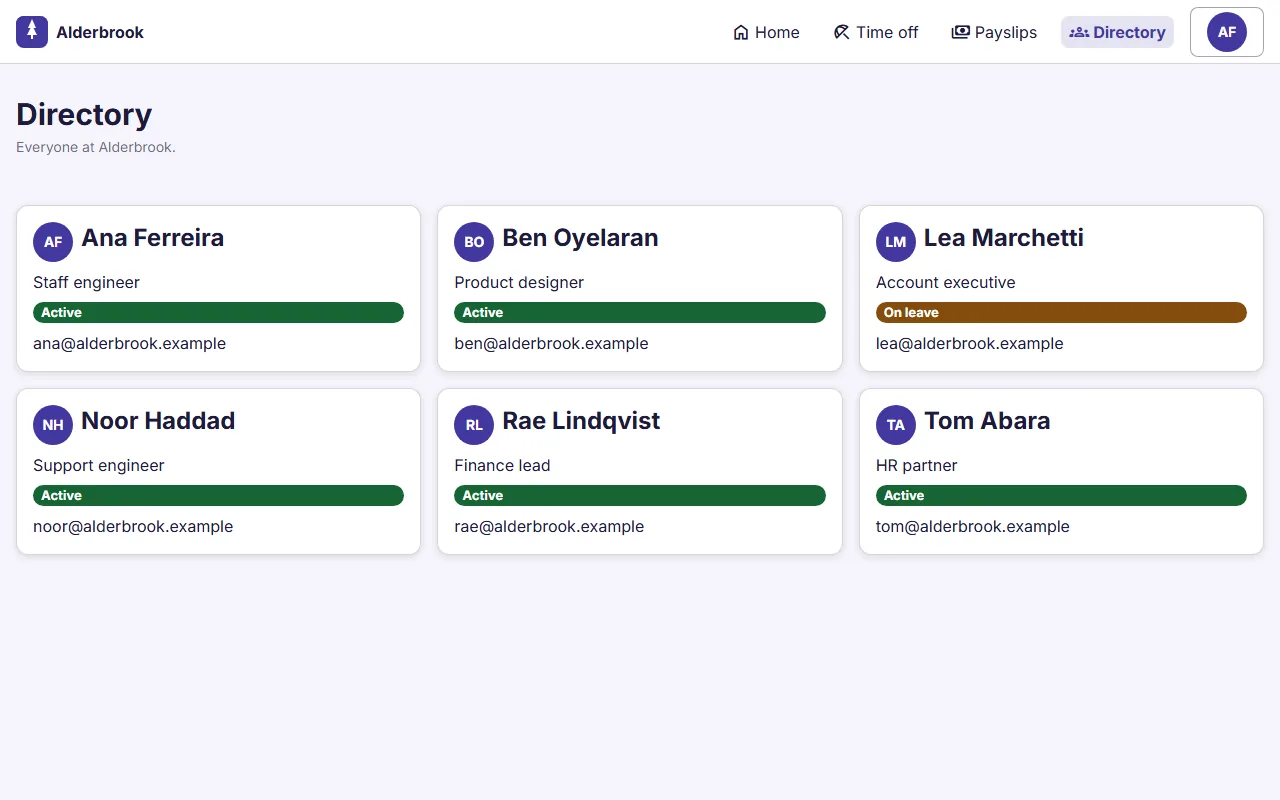 Alderbrook
Home
Time off
Payslips
Directory
AF
Directory
Everyone at Alderbrook.
AF
Ana Ferreira
Staff engineer
Active
ana@alderbrook.example
BO
Ben Oyelaran
Product designer
Active
ben@alderbrook.example
LM
Lea Marchetti
Account executive
On leave
lea@alderbrook.example
NH
Noor Haddad
Support engineer
Active
noor@alderbrook.example
RL
Rae Lindqvist
Finance lead
Active
rae@alderbrook.example
TA
Tom Abara
HR partner
Active
tom@alderbrook.example